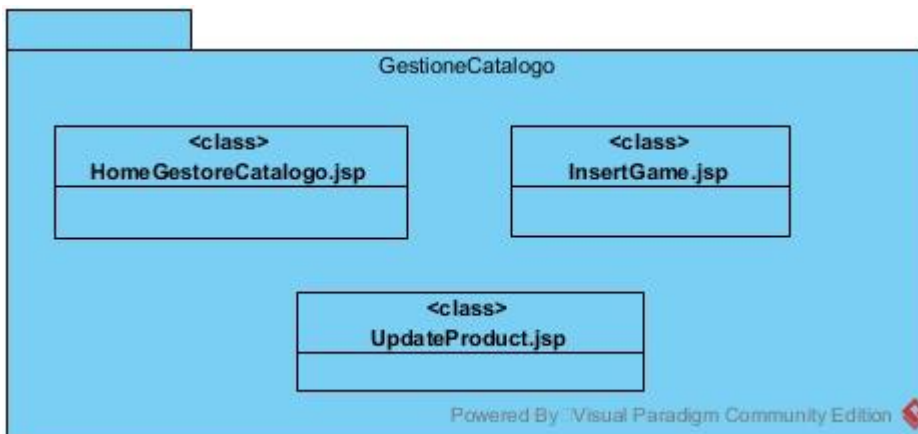 GestioneCatalogo
<class>
HomeGestoreCatalogo.jsp
<class>
InsertGame.jsp
<class>
UpdateProduct.jsp
Powered By Visual Paradigm Community Edition